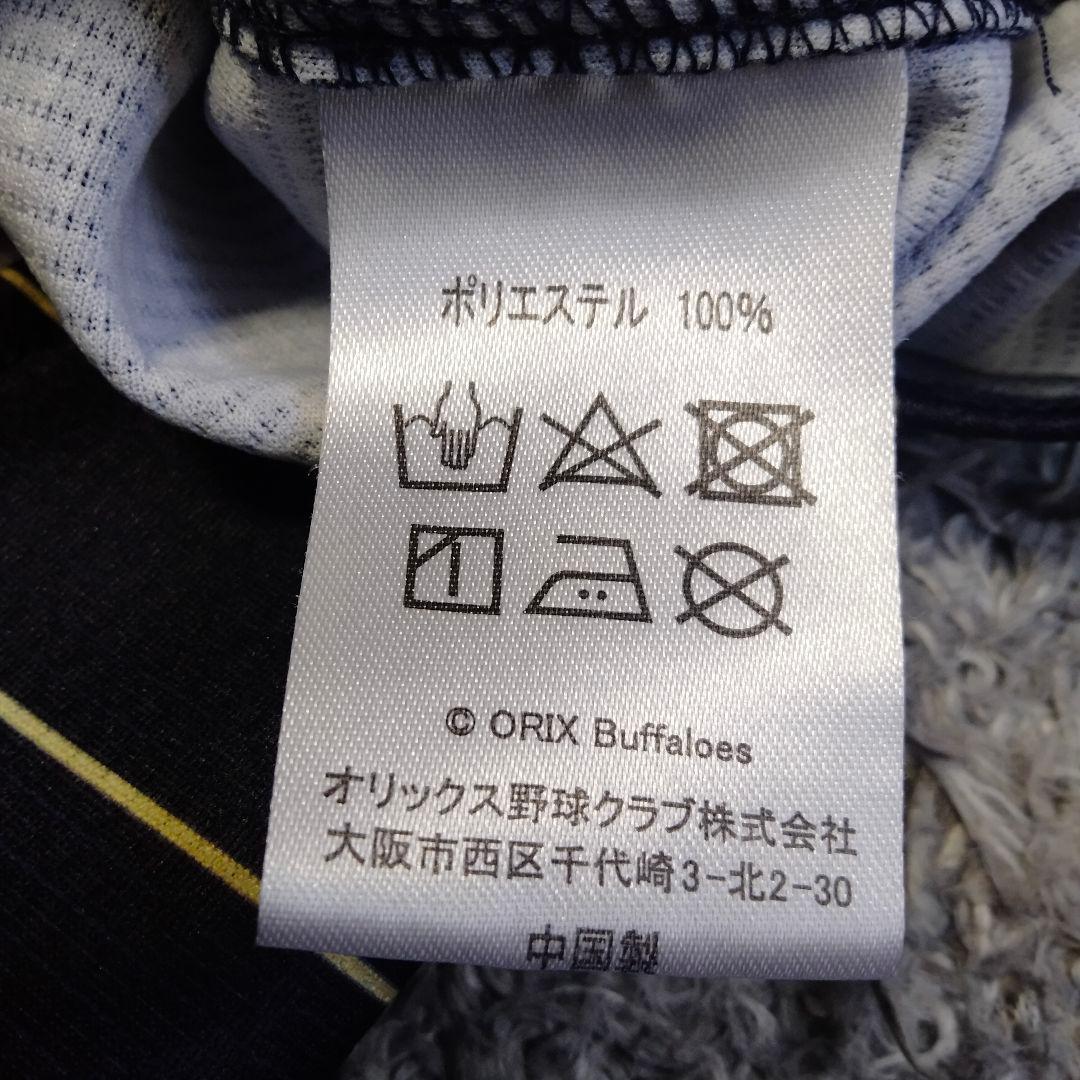 ポリエステル 100%
© ORIX Buffaloes
オリックス野球クラブ株式会社
大阪市西区千代崎3-北2-30
中国製